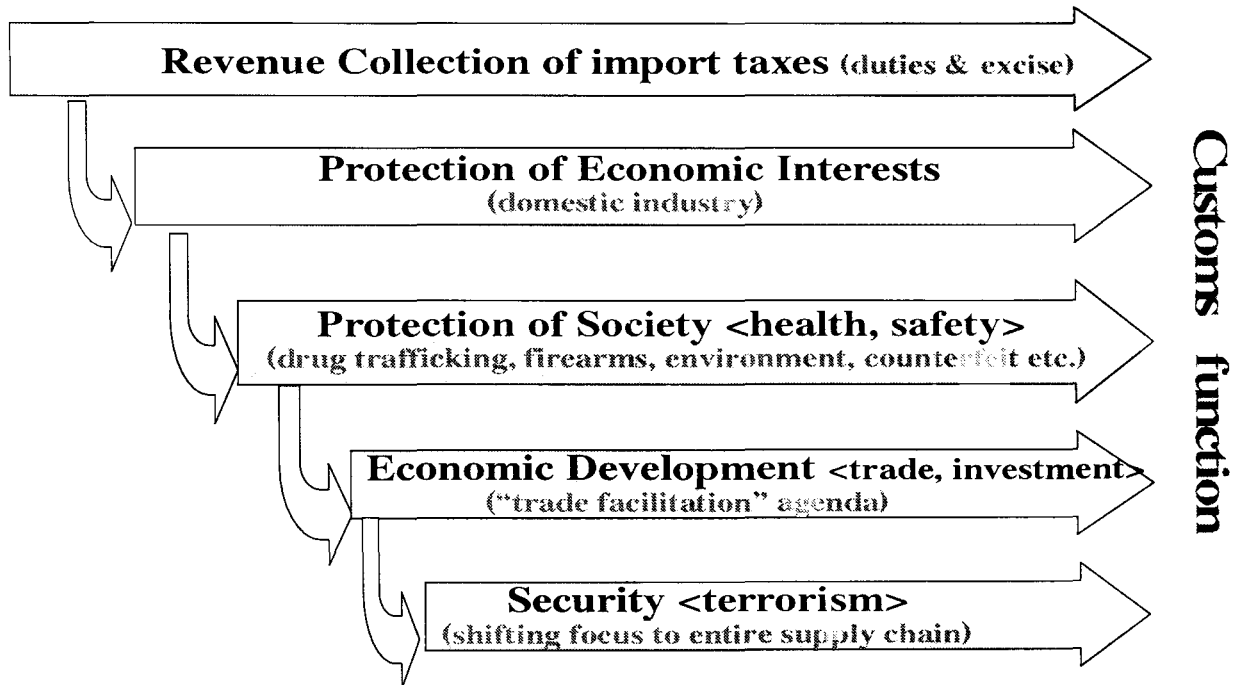 Revenue Collection of import taxes (duties & excise)
Protection of Economic Interests
(domestic industry)
Protection of Society <health, safety>
(drug trafficking, firearms, environment, counterfeit etc.)
Economic Development <trade, investment>
(“trade facilitation” agenda)
Security <terrorism>
(shifting focus to entire supply chain)
Customs function